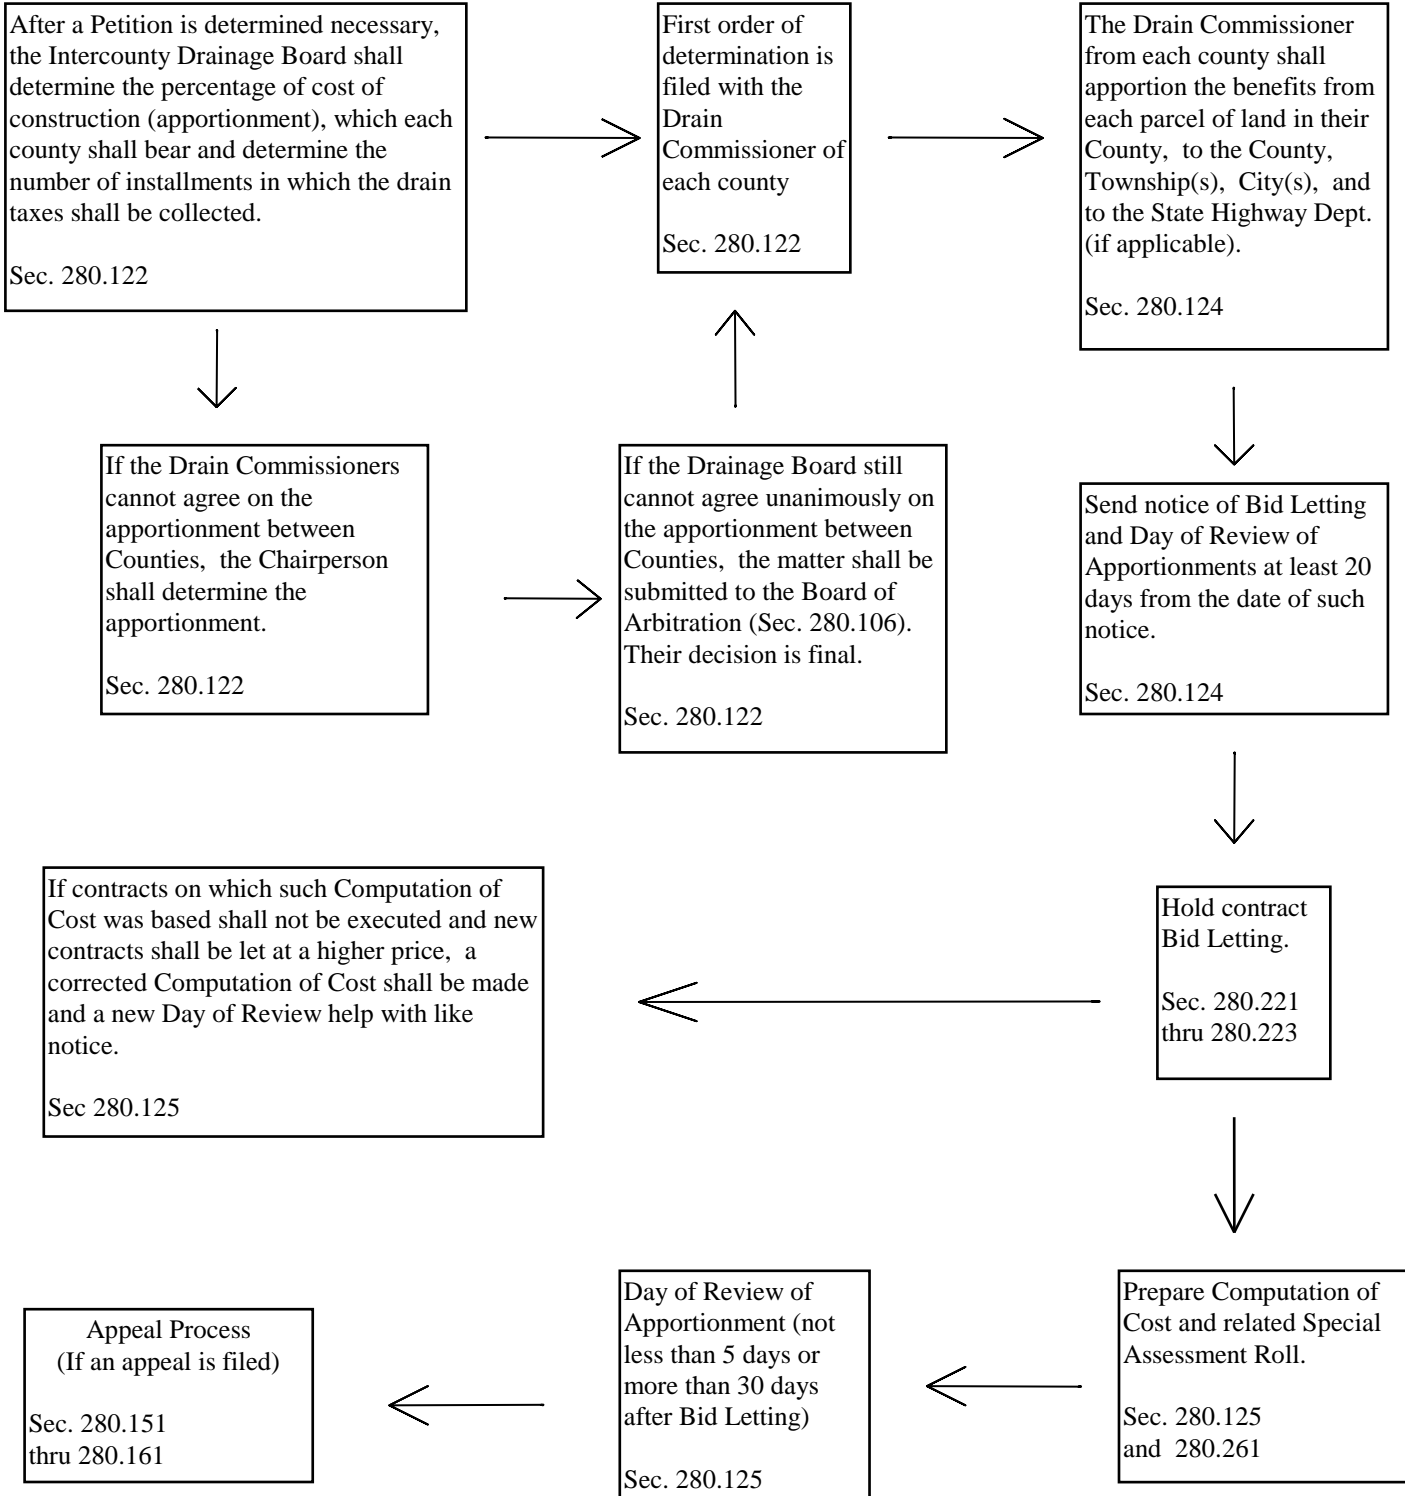 After a Petition is determined necessary,
the Intercounty Drainage Board shall
determine the percentage of cost of
construction (apportionment), which each
county shall bear and determine the
number of installments in which the drain
taxes shall be collected.
Sec. 280.122
First order of
determination is
filed with the
Drain
Commissioner of
each county
Sec. 280.122
The Drain Commissioner
from each county shall
apportion the benefits from
each parcel of land in their
County, to the County,
Township(s), City(s), and
to the State Highway Dept.
(if applicable).
Sec. 280.124
If the Drain Commissioners
cannot agree on the
apportionment between
Counties, the Chairperson
shall determine the
apportionment.
Sec. 280.122
If the Drainage Board still
cannot agree unanimously on
the apportionment between
Counties, the matter shall be
submitted to the Board of
Arbitration (Sec. 280.106).
Their decision is final.
Sec. 280.122
Send notice of Bid Letting
and Day of Review of
Apportionments at least 20
days from the date of such
notice.
Sec. 280.124
If contracts on which such Computation of
Cost was based shall not be executed and new
contracts shall be let at a higher price, a
corrected Computation of Cost shall be made
and a new Day of Review help with like
notice.
Sec 280.125
Hold contract
Bid Letting.
Sec. 280.221
thru 280.223
Appeal Process
(If an appeal is filed)
Sec. 280.151
thru 280.161
Day of Review of
Apportionment (not
less than 5 days or
more than 30 days
after Bid Letting)
Sec. 280.125
Prepare Computation of
Cost and related Special
Assessment Roll.
Sec. 280.125
and 280.261